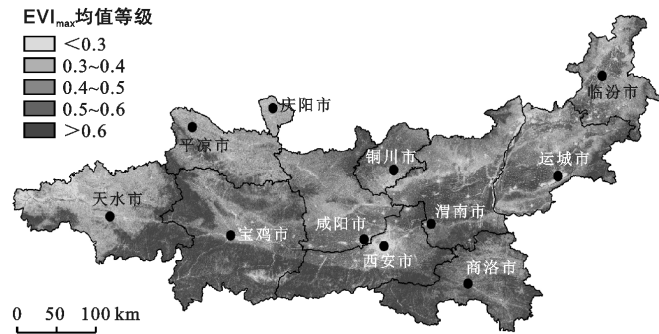 EVImax均值等级
<0.3
0.3~0.4
0.4~0.5
0.5~0.6
>0.6
临汾市
庆阳市
平凉市
铜川市
运城市
天水市
渭南市
咸阳市
宝鸡市
西安市
商洛市
0 50 100 km